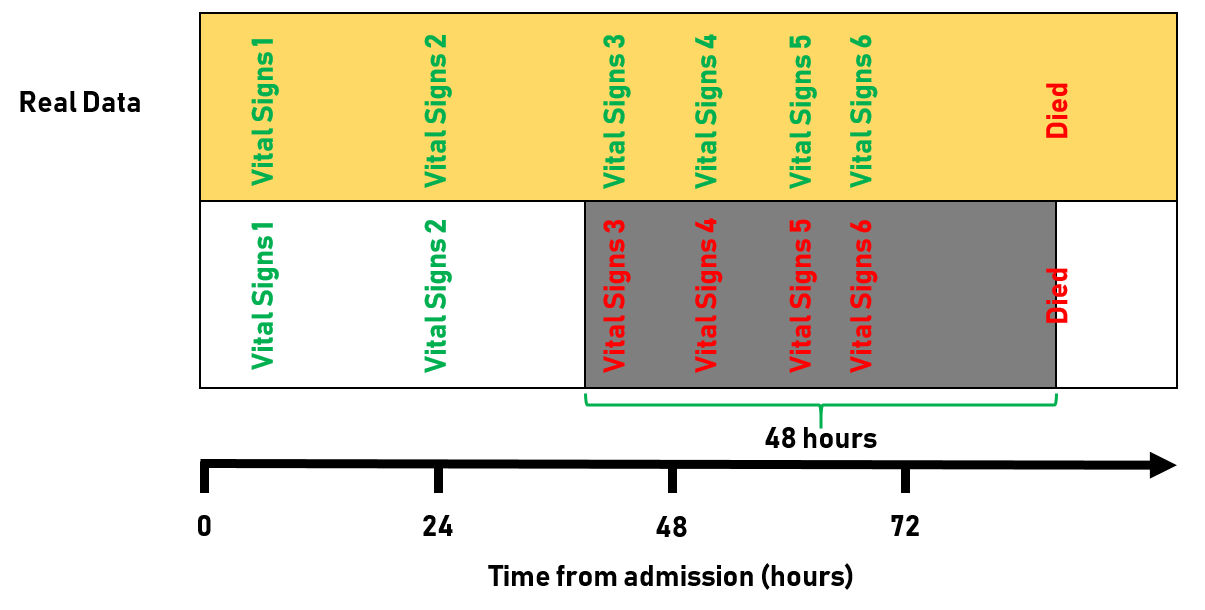 Real Data
Vital Signs 1
Vital Signs 2
Vital Signs 3
Vital Signs 4
Vital Signs 5
Vital Signs 6
Died
Vital Signs 1
Vital Signs 2
Vital Signs 3
Vital Signs 4
Vital Signs 5
Vital Signs 6
Died
48 hours
0
24
48
72
Time from admission (hours)